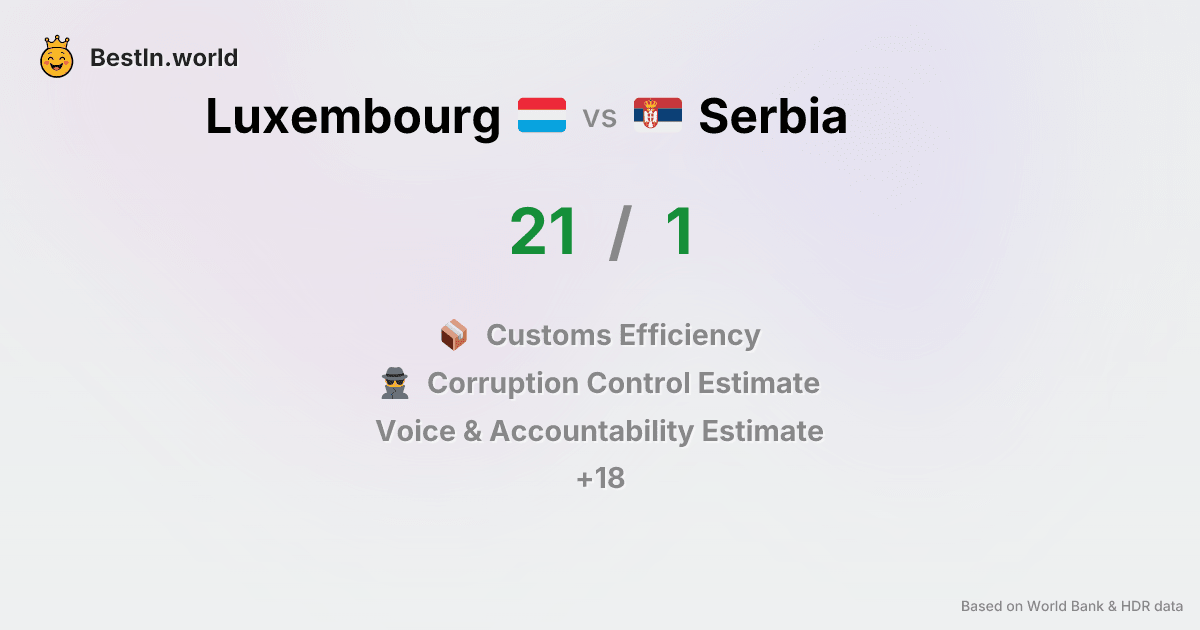 BestIn.world
Luxembourg vs Serbia
21 / 1
Customs Efficiency
Corruption Control Estimate
Voice & Accountability Estimate
+18
Based on World Bank & HDR data